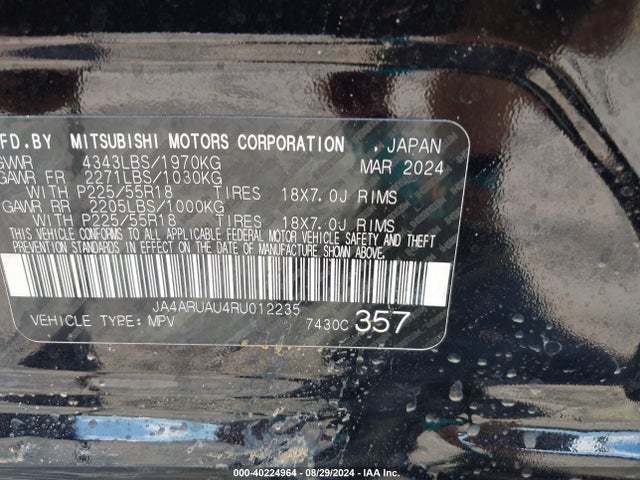 MFD.BY MITSUBISHI MOTORS CORPORATION , JAPAN
GVWR 4343LBS/1970KG MAR 2024
GAWR FR 2271LBS/1030KG
WITH P225/55R18 TIRES 18X7.0J RIMS
GAWR RR 2205LBS/1000KG
WITH P225/55R18 TIRES 18X7.0J RIMS
THIS VEHICLE CONFORMS TO ALL APPLICABLE FEDERAL MOTOR VEHICLE SAFETY AND THEFT
PREVENTION STANDARDS IN EFFECT ON THE DATE OF MANUFACTURE SHOWN ABOVE.
JA4ARUAU4RU012235
VEHICLE TYPE: MPV 7430C 357
000-40224964 - 08/29/2024 - IAA Inc.